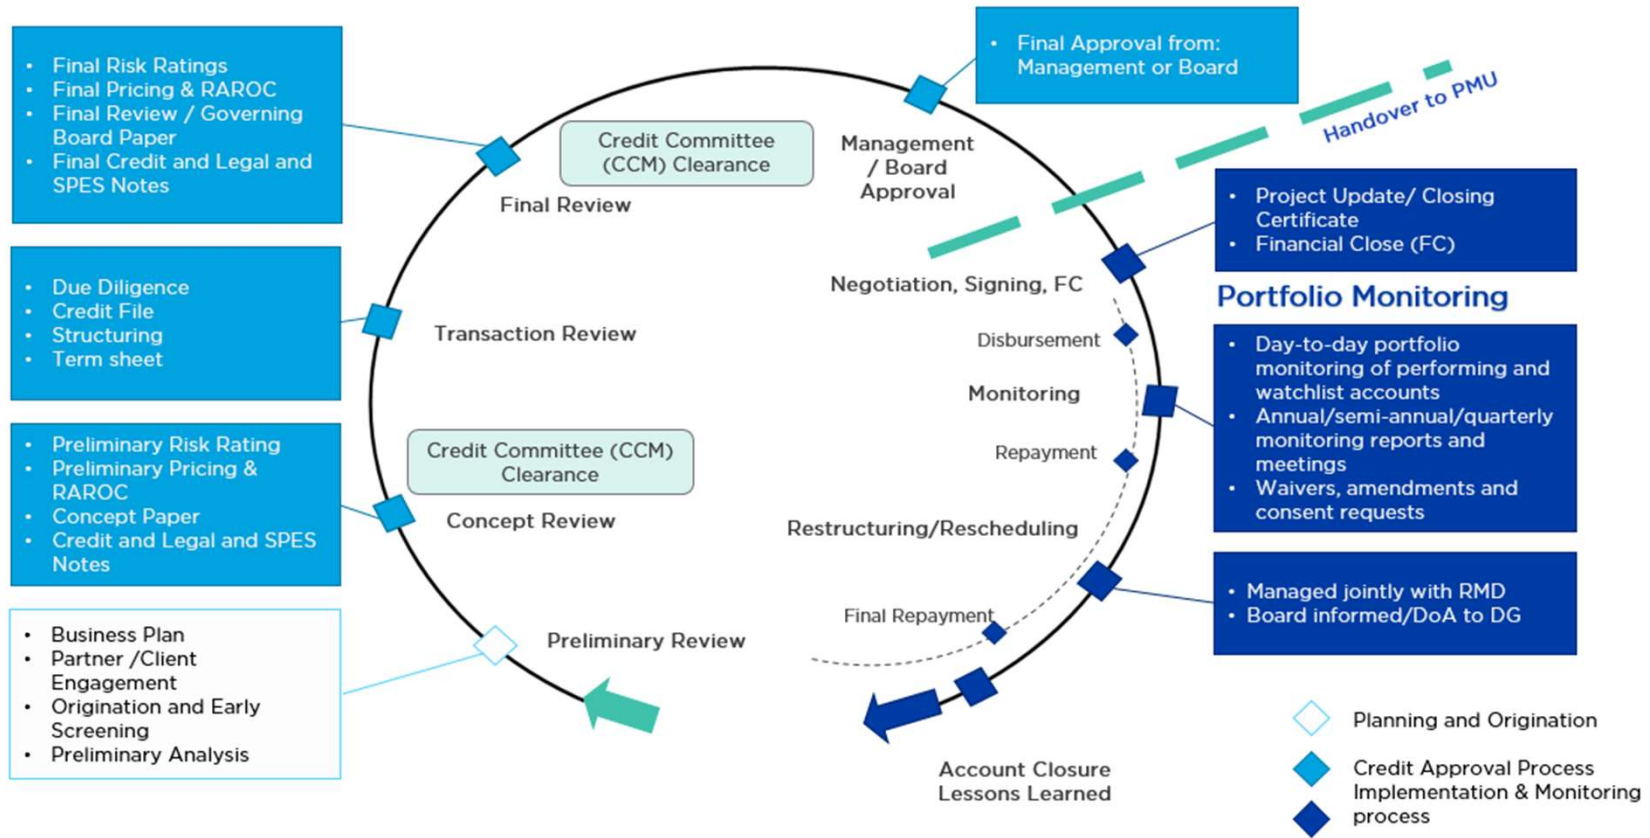 • Final Risk Ratings
• Final Pricing & RAROC
• Final Review / Governing
Board Paper
• Final Credit and Legal and
SPES Notes
• Due Diligence
• Credit File
• Structuring
• Term sheet
• Preliminary Risk Rating
• Preliminary Pricing &
RAROC
• Concept Paper
• Credit and Legal and SPES
Notes
• Business Plan
• Partner /Client
Engagement
• Origination and Early
Screening
• Preliminary Analysis
Credit Committee
(CCM) Clearance
Final Review
Transaction Review
Credit Committee (CCM)
Clearance
Concept Review
Preliminary Review
• Final Approval from:
Management or Board
Management
/ Board
Approval
Handover to PMU
Negotiation, Signing, FC
Disbursement
Monitoring
Repayment
Restructuring/Rescheduling
Final Repayment
Account Closure
Lessons Learned
• Project Update/ Closing
Certificate
• Financial Close (FC)
Portfolio Monitoring
• Day-to-day portfolio
monitoring of performing and
watchlist accounts
• Annual/semi-annual/quarterly
monitoring reports and
meetings
• Waivers, amendments and
consent requests
• Managed jointly with RMD
• Board informed/DoA to DG
Planning and Origination
Credit Approval Process
Implementation & Monitoring
process